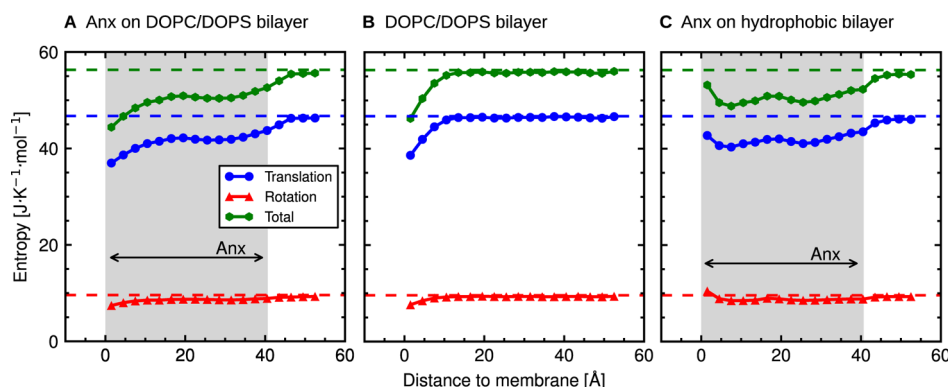 A Anx on DOPC/DOPS bilayer
B DOPC/DOPS bilayer
C Anx on hydrophobic bilayer
Entropy [J·K⁻¹·mol⁻¹]
60
40
20
0
Translation
Rotation
Total
Anx
Anx
0 20 40 60
0 20 40 60
0 20 40 60
Distance to membrane [Å]